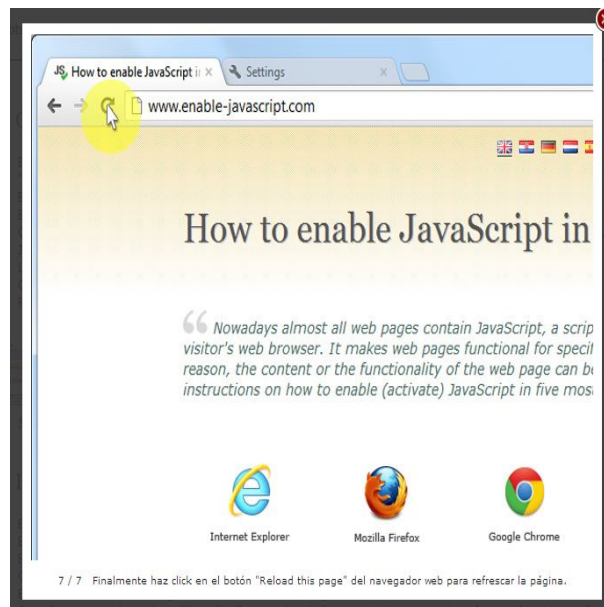 How to enable JavaScript i
Settings
www.enable-javascript.com
How to enable JavaScript in
Nowadays almost all web pages contain JavaScript, a scrip
visitor's web browser. It makes web pages functional for specif
reason, the content or the functionality of the web page can be
instructions on how to enable (activate) JavaScript in five mos
Internet Explorer
Mozilla Firefox
Google Chrome
7 / 7 Finalmente haz click en el botón "Reload this page" del navegador web para refrescar la página.